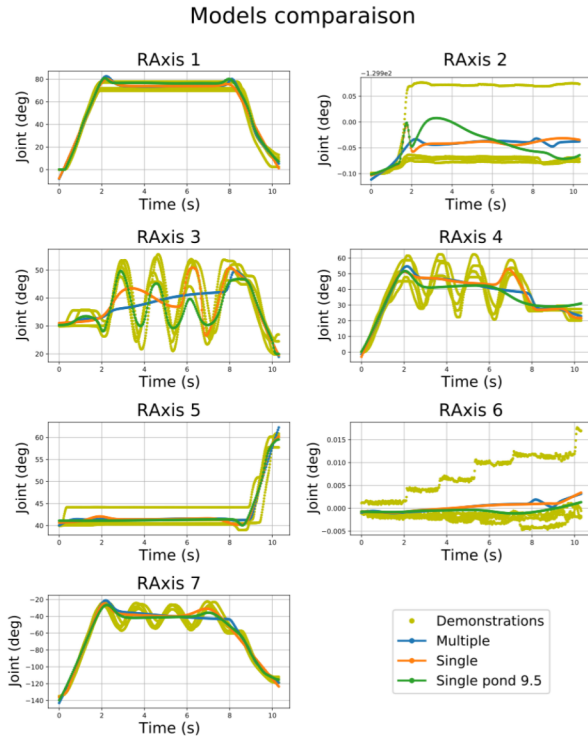 Models comparaison
RAxis 1
RAxis 2
Joint (deg)
80
60
40
20
0
0 2 4 6 8 10
Time (s)
−1.299e2
Joint (deg)
0.05
0.00
−0.05
−0.10
0 2 4 6 8 10
Time (s)
RAxis 3
RAxis 4
Joint (deg)
50
40
30
20
0 2 4 6 8 10
Time (s)
Joint (deg)
60
50
40
30
20
10
0
0 2 4 6 8 10
Time (s)
RAxis 5
RAxis 6
Joint (deg)
60
55
50
45
40
0 2 4 6 8 10
Time (s)
Joint (deg)
0.015
0.010
0.005
0.000
−0.005
0 2 4 6 8 10
Time (s)
RAxis 7
Joint (deg)
−20
−40
−60
−80
−100
−120
−140
0 2 4 6 8 10
Time (s)
Demonstrations
Multiple
Single
Single pond 9.5